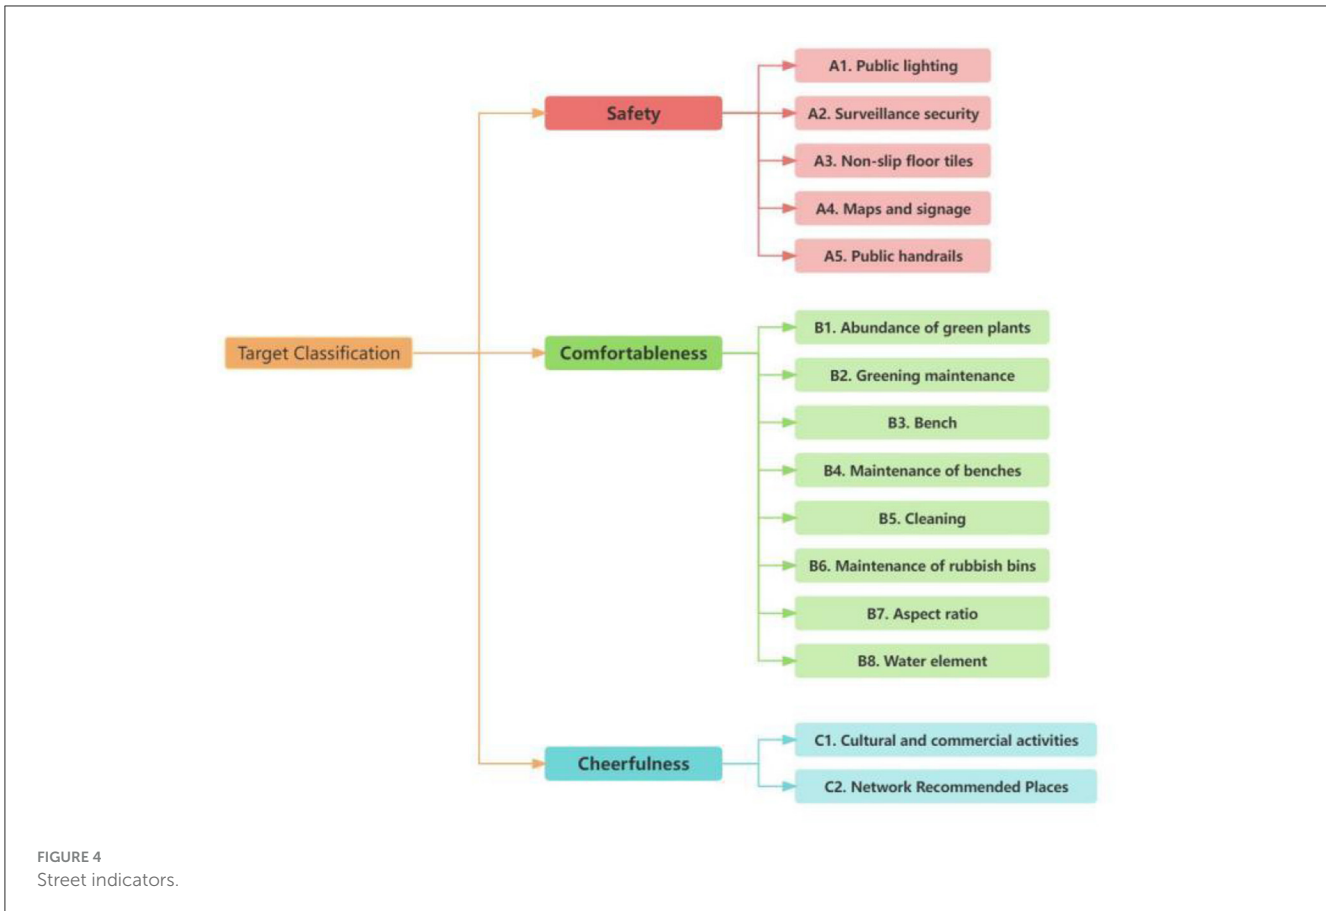 Target Classification
Safety
A1. Public lighting
A2. Surveillance security
A3. Non-slip floor tiles
A4. Maps and signage
A5. Public handrails
Comfortableness
B1. Abundance of green plants
B2. Greening maintenance
B3. Bench
B4. Maintenance of benches
B5. Cleaning
B6. Maintenance of rubbish bins
B7. Aspect ratio
B8. Water element
Cheerfulness
C1. Cultural and commercial activities
C2. Network Recommended Places
FIGURE 4
Street indicators.